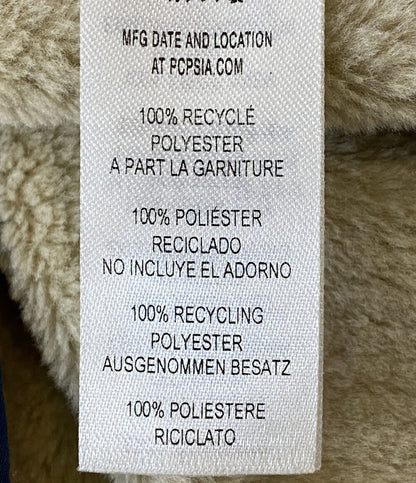 MFG DATE AND LOCATION
AT PCPSIA.COM
100% RECYCLÉ
POLYESTER
A PART LA GARNITURE
100% POLIÉSTER
RECICLADO
NO INCLUYE EL ADORNO
100% RECYCLING
POLYESTER
AUSGENOMMEN BESATZ
100% POLIESTERE
RICICLATO